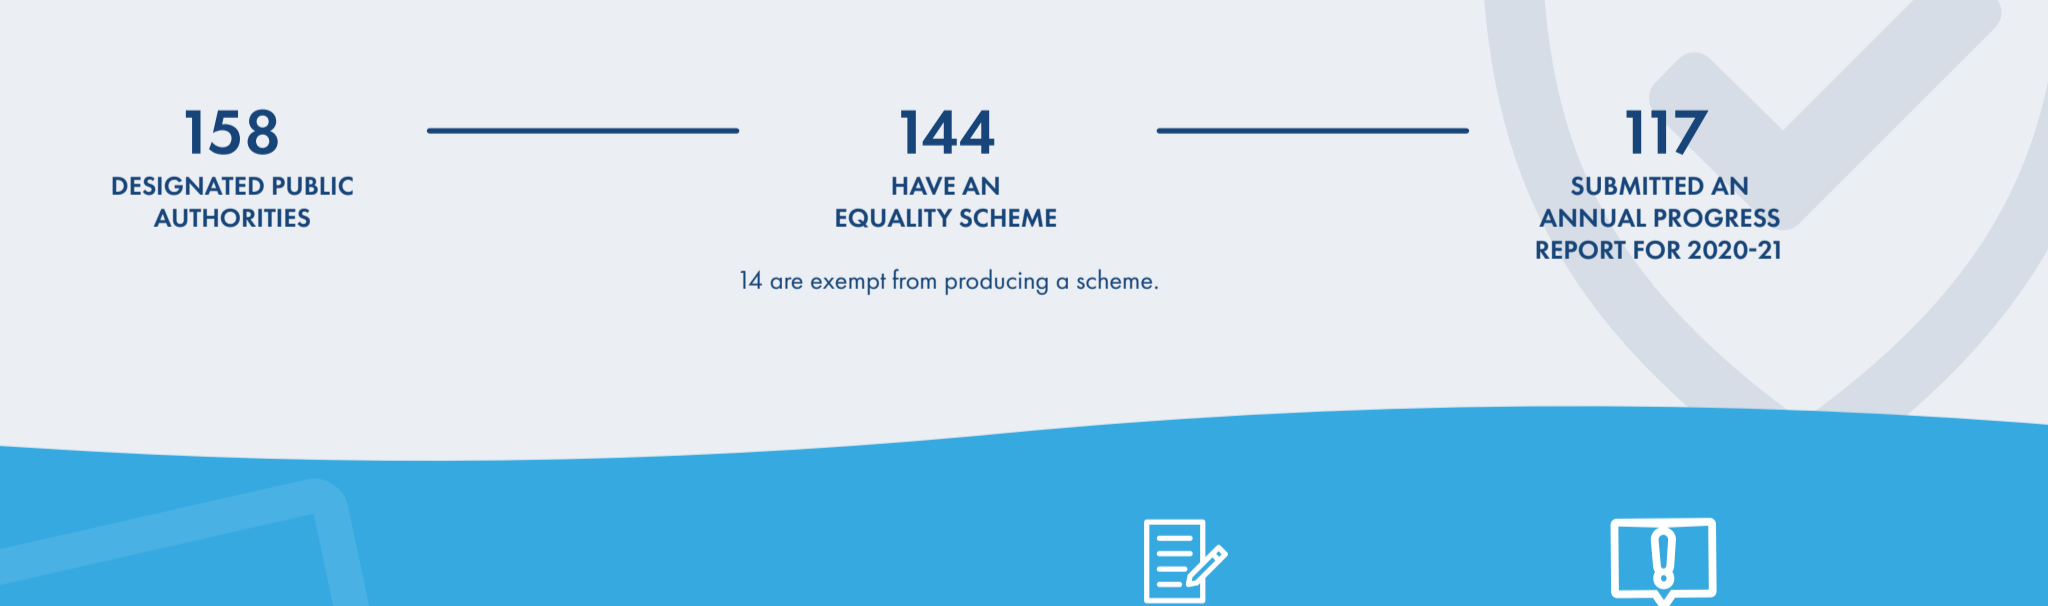 158
DESIGNATED PUBLIC
AUTHORITIES
144
HAVE AN
EQUALITY SCHEME
14 are exempt from producing a scheme.
117
SUBMITTED AN
ANNUAL PROGRESS
REPORT FOR 2020-21